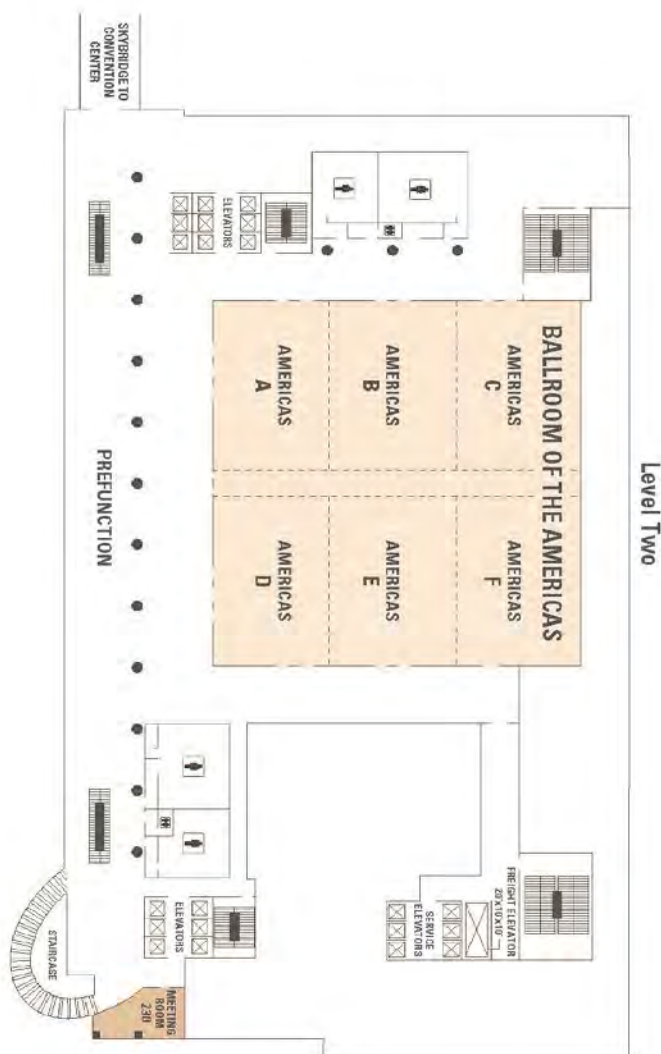 Level Two
SKYBRIDGE TO
CONVENTION
CENTER
ELEVATORS
BALLROOM OF THE AMERICAS
AMERICAS
C
AMERICAS
B
AMERICAS
A
AMERICAS
F
AMERICAS
E
AMERICAS
D
PREFUNCTION
FREIGHT ELEVATOR
20'x10'x10'
SERVICE
ELEVATORS
ELEVATORS
STAIRCASE
MEETING
ROOM
230